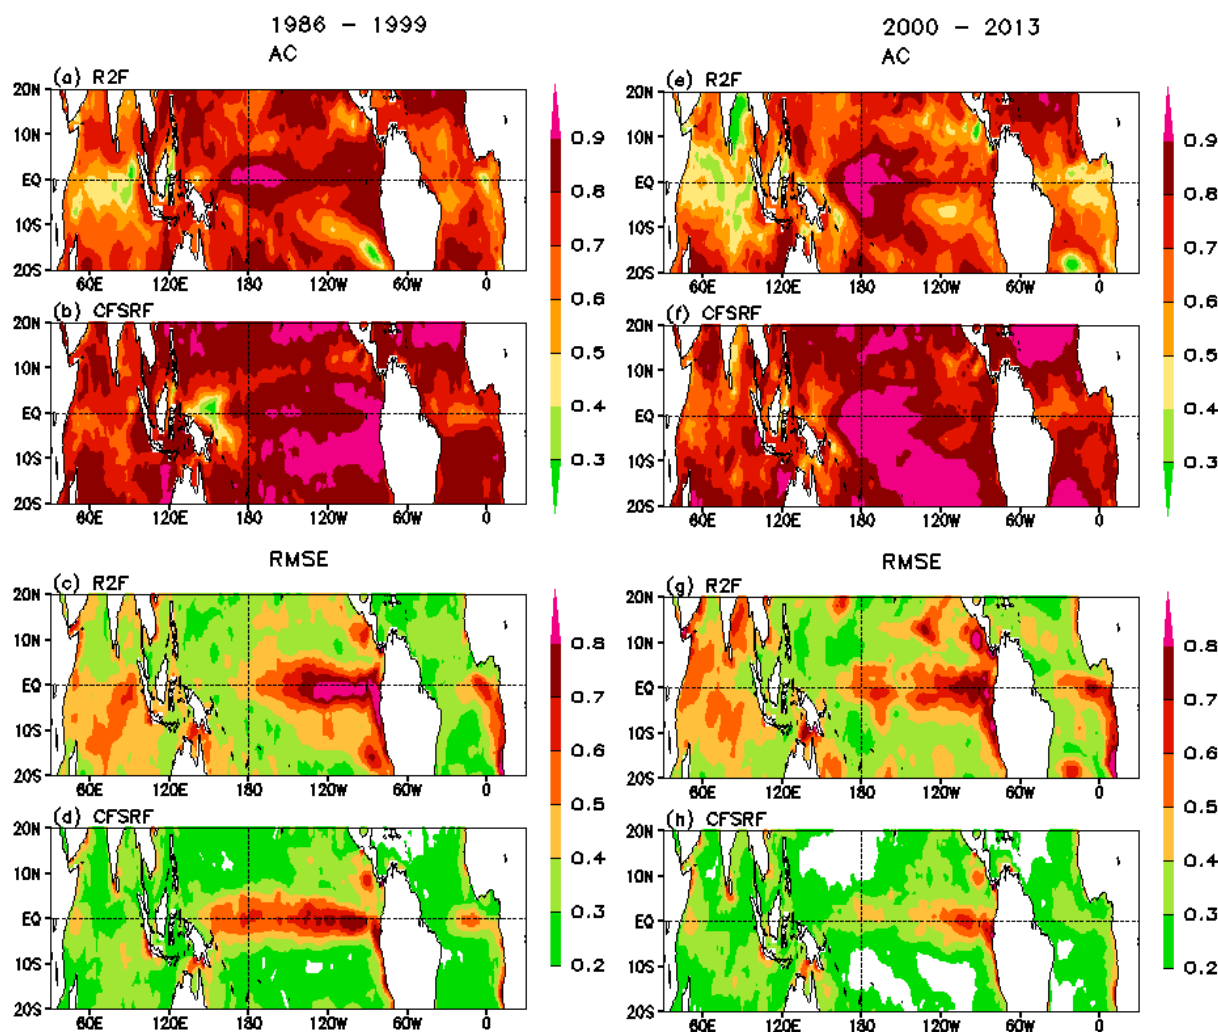 1986 - 1999
AC
(a) R2F
20N
10N
EQ
10S
20S
60E 120E 180 120W 60W 0
0.9
0.8
0.7
0.6
0.5
0.4
0.3
(b) CFSRF
20N
10N
EQ
10S
20S
60E 120E 180 120W 60W 0
RMSE
(c) R2F
20N
10N
EQ
10S
20S
60E 120E 180 120W 60W 0
0.8
0.7
0.6
0.5
0.4
0.3
0.2
(d) CFSRF
20N
10N
EQ
10S
20S
60E 120E 180 120W 60W 0
2000 - 2013
AC
(e) R2F
20N
10N
EQ
10S
20S
60E 120E 180 120W 60W 0
0.9
0.8
0.7
0.6
0.5
0.4
0.3
(f) CFSRF
20N
10N
EQ
10S
20S
60E 120E 180 120W 60W 0
RMSE
(g) R2F
20N
10N
EQ
10S
20S
60E 120E 180 120W 60W 0
0.8
0.7
0.6
0.5
0.4
0.3
0.2
(h) CFSRF
20N
10N
EQ
10S
20S
60E 120E 180 120W 60W 0